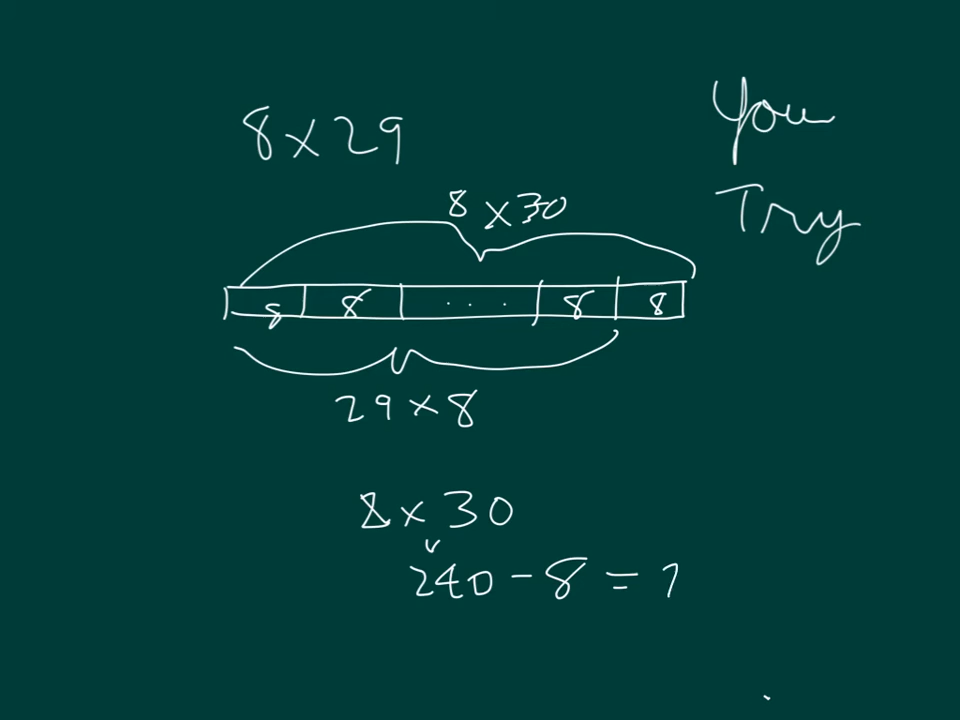 8 x 29
You
Try
8 x 30
8 8 . . . 8 8
29 x 8
8 x 30
240 - 8 =